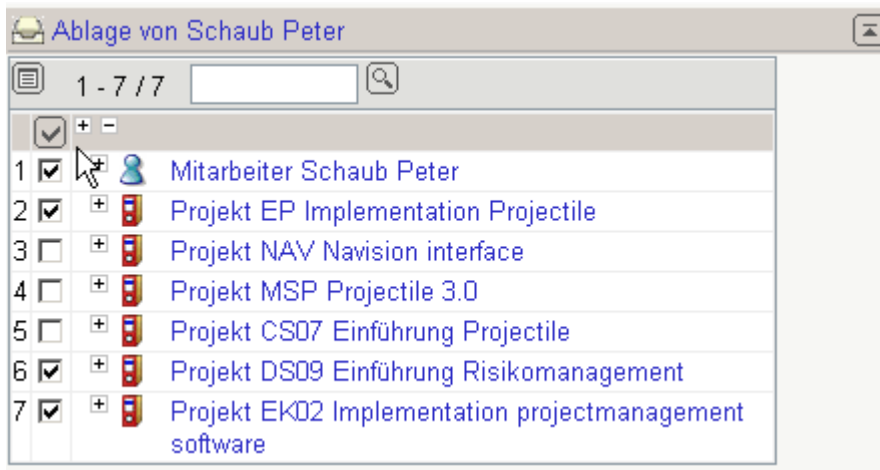 Ablage von Schaub Peter
1 - 7 / 7
1 Mitarbeiter Schaub Peter
2 Projekt EP Implementation Projectile
3 Projekt NAV Navision interface
4 Projekt MSP Projectile 3.0
5 Projekt CS07 Einführung Projectile
6 Projekt DS09 Einführung Risikomanagement
7 Projekt EK02 Implementation projectmanagement
software